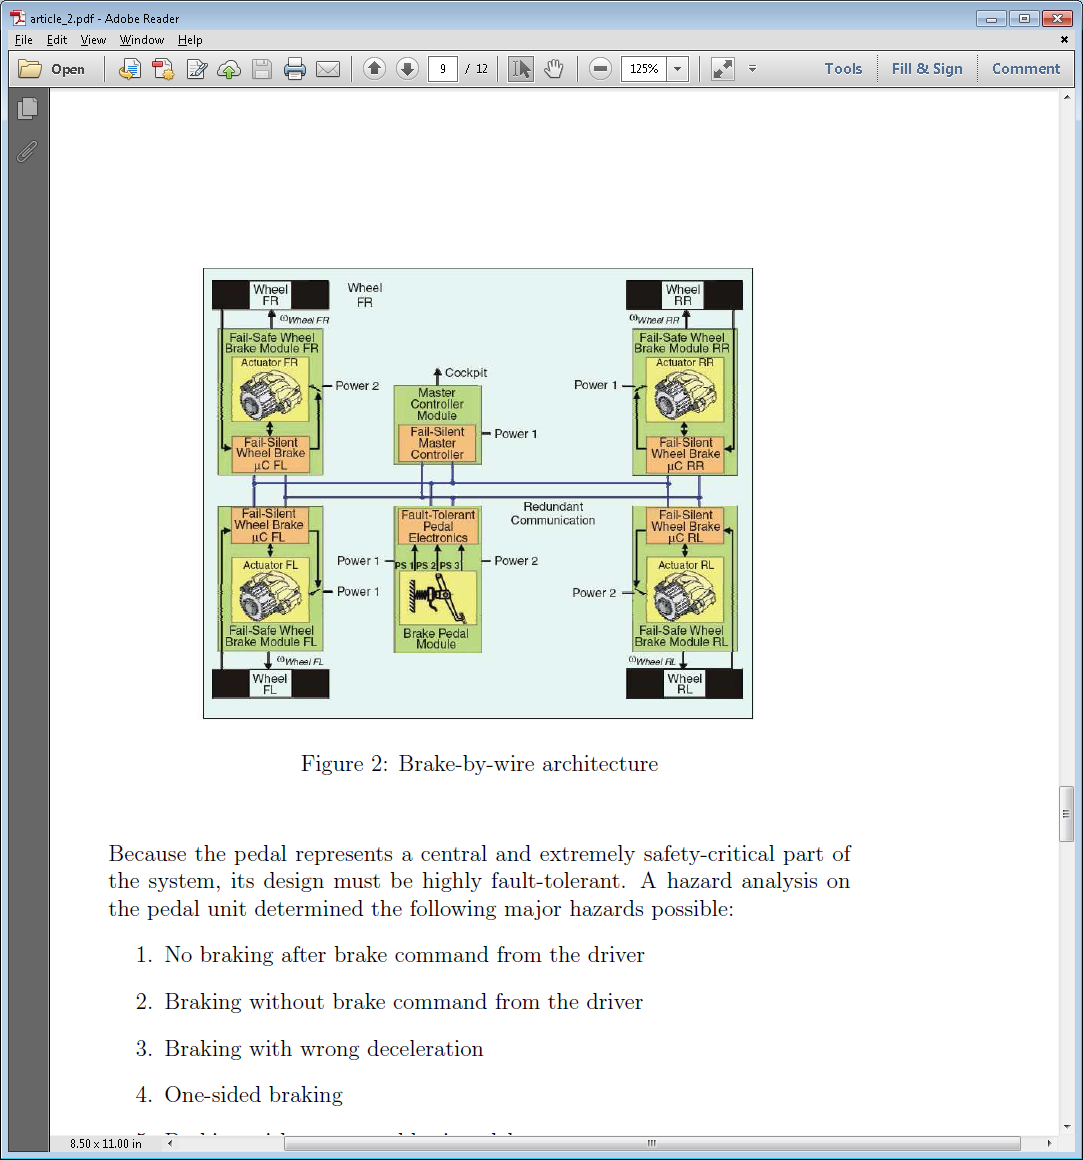 article_2.pdf - Adobe Reader
File Edit View Window Help
Open 9 / 12 125% Tools Fill & Sign Comment
Wheel FR
Wheel FR
Wheel RR
ωWheel FR
ωWheel RR
Fail-Safe Wheel
Brake Module FR
Actuator FR
Power 2
Fail-Silent
Wheel Brake
µC FL
Cockpit
Master
Controller
Module
Fail-Silent
Master
Controller
Power 1
Fail-Safe Wheel
Brake Module RR
Actuator RR
Power 1
Fail-Silent
Wheel Brake
µC RR
Redundant
Communication
Fail-Silent
Wheel Brake
µC FL
Actuator FL
Power 1
Fail-Safe Wheel
Brake Module FL
ωWheel FL
Wheel
FL
Fault-Tolerant
Pedal
Electronics
Power 1
Power 2
PS 1 PS 2 PS 3
Brake Pedal
Module
Fail-Silent
Wheel Brake
µC RL
Actuator RL
Power 2
Fail-Safe Wheel
Brake Module RL
ωWheel RL
Wheel
RL
Figure 2: Brake-by-wire architecture
Because the pedal represents a central and extremely safety-critical part of
the system, its design must be highly fault-tolerant. A hazard analysis on
the pedal unit determined the following major hazards possible:
1. No braking after brake command from the driver
2. Braking without brake command from the driver
3. Braking with wrong deceleration
4. One-sided braking
8.50 x 11.00 in